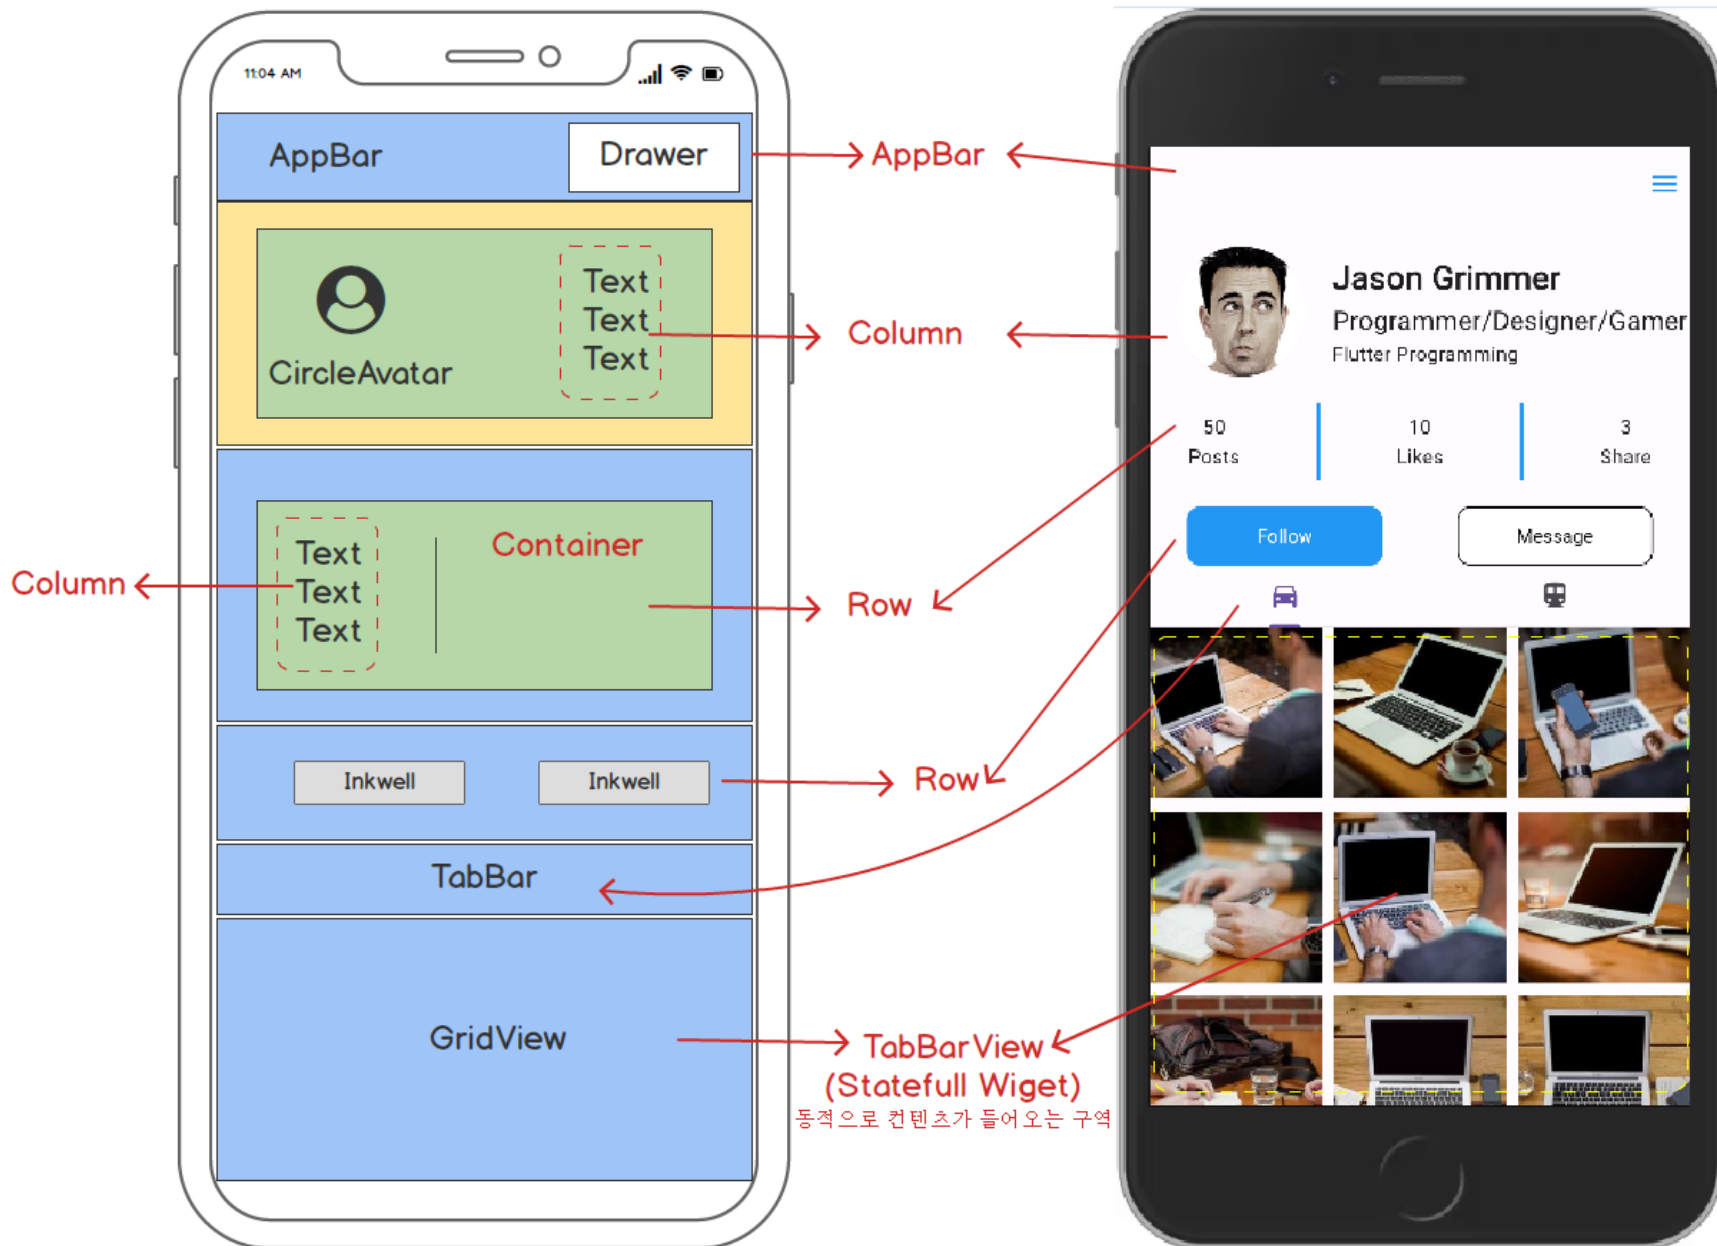 11:04 AM
AppBar
Drawer
CircleAvatar
Text
Text
Text
Text
Text
Text
Container
Inkwell
Inkwell
TabBar
GridView
Column
AppBar
Column
Row
Row
TabBarView
(Statefull Wiget)
동적으로 컨텐츠가 들어오는 구역
Jason Grimmer
Programmer/Designer/Gamer
Flutter Programming
50
Posts
10
Likes
3
Share
Follow
Message